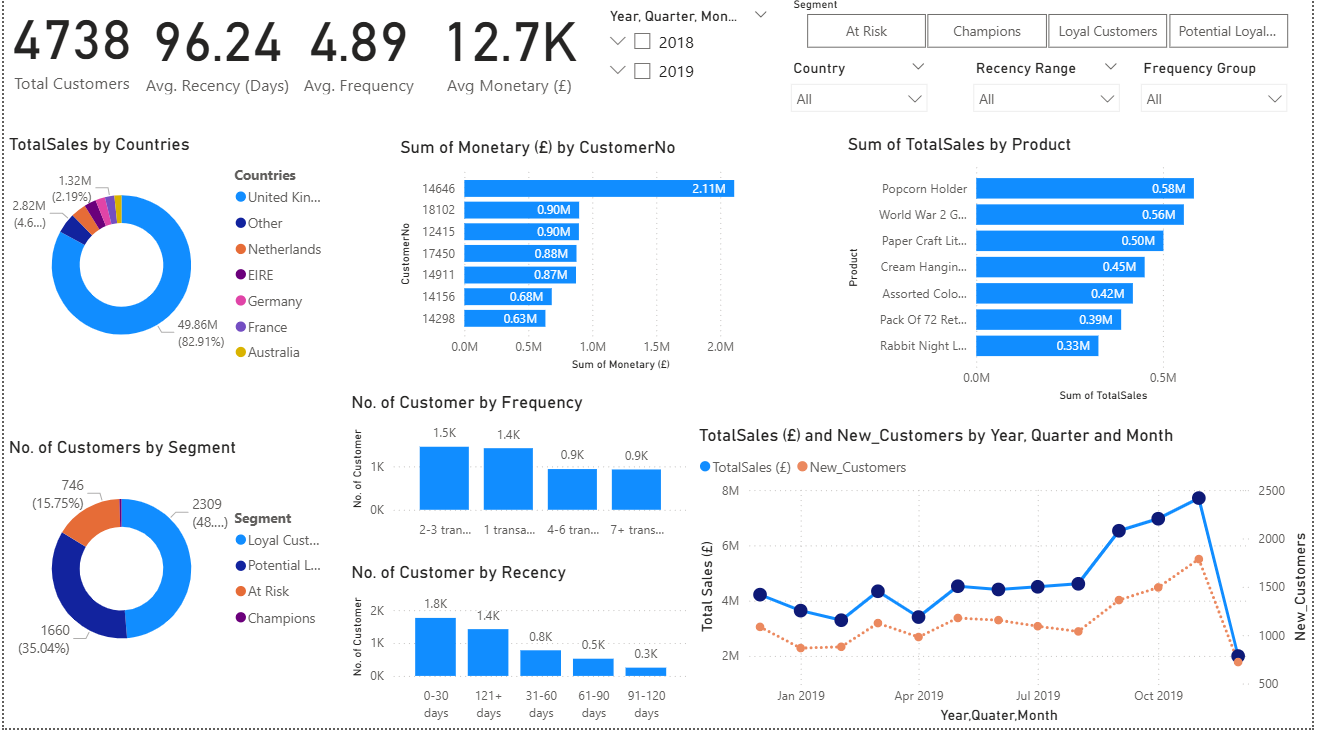 4738
Total Customers
96.24
Avg. Recency (Days)
4.89
Avg. Frequency
12.7K
Avg Monetary (£)
Year, Quarter, Mon...
2018
2019
Segment
At Risk
Champions
Loyal Customers
Potential Loyal...
Country
All
Recency Range
All
Frequency Group
All
TotalSales by Countries
1.32M
(2.19%)
2.82M
(4.6...)
49.86M
(82.91%)
Countries
United Kin...
Other
Netherlands
EIRE
Germany
France
Australia
Sum of Monetary (£) by CustomerNo
CustomerNo
14646 2.11M
18102 0.90M
12415 0.90M
17450 0.88M
14911 0.87M
14156 0.68M
14298 0.63M
0.0M 0.5M 1.0M 1.5M 2.0M
Sum of Monetary (£)
Sum of TotalSales by Product
Product
Popcorn Holder 0.58M
World War 2 G... 0.56M
Paper Craft Lit... 0.50M
Cream Hangin... 0.45M
Assorted Colo... 0.42M
Pack Of 72 Ret... 0.39M
Rabbit Night L... 0.33M
0.0M 0.5M
Sum of TotalSales
No. of Customers by Segment
746
(15.75%)
2309
(48....)
1660
(35.04%)
Segment
Loyal Cust...
Potential L...
At Risk
Champions
No. of Customer by Frequency
No. of Customer
1K
0K
1.5K 1.4K 0.9K 0.9K
2-3 tran... 1 transa... 4-6 tran... 7+ trans...
No. of Customer by Recency
No. of Customer
2K
1K
0K
1.8K 1.4K 0.8K 0.5K 0.3K
0-30 121+ 31-60 61-90 91-120
days days days days days
TotalSales (£) and New_Customers by Year, Quarter and Month
TotalSales (£) New_Customers
Total Sales (£)
8M
6M
4M
2M
2500
2000
1500
1000
500
New_Customers
Jan 2019 Apr 2019 Jul 2019 Oct 2019
Year,Quater,Month